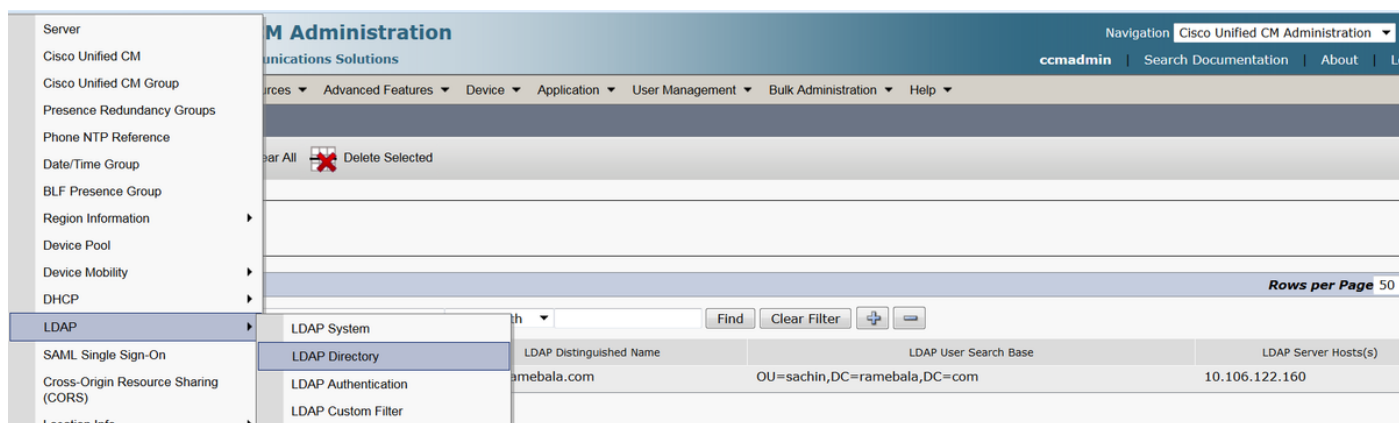 Server
Cisco Unified CM
Cisco Unified CM Group
Presence Redundancy Groups
Phone NTP Reference
Date/Time Group
BLF Presence Group
Region Information
Device Pool
Device Mobility
DHCP
LDAP
SAML Single Sign-On
Cross-Origin Resource Sharing
(CORS)
LDAP System
LDAP Directory
LDAP Authentication
LDAP Custom Filter
M Administration
unications Solutions
Navigation Cisco Unified CM Administration
ccmadmin | Search Documentation | About |
rces Advanced Features Device Application User Management Bulk Administration Help
ear All Delete Selected
Rows per Page 50
th Find Clear Filter
LDAP Distinguished Name LDAP User Search Base LDAP Server Hosts(s)
amebala.com OU=sachin,DC=ramebala,DC=com 10.106.122.160